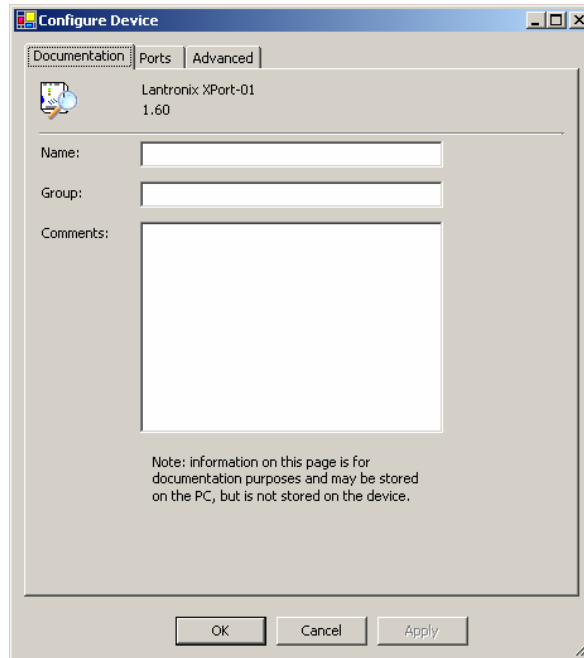 Configure Device
Documentation Ports Advanced
Lantronix XPort-01
1.60
Name:
Group:
Comments:
Note: information on this page is for
documentation purposes and may be stored
on the PC, but is not stored on the device.
OK Cancel Apply